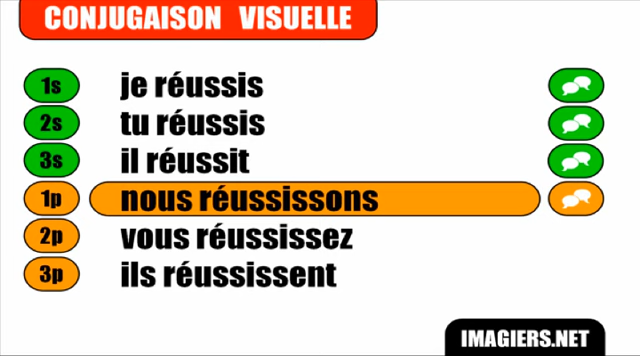 CONJUGAISON VISUELLE
1s je réussis
2s tu réussis
3s il réussit
1p nous réussissons
2p vous réussissez
3p ils réussissent
IMAGIERS.NET